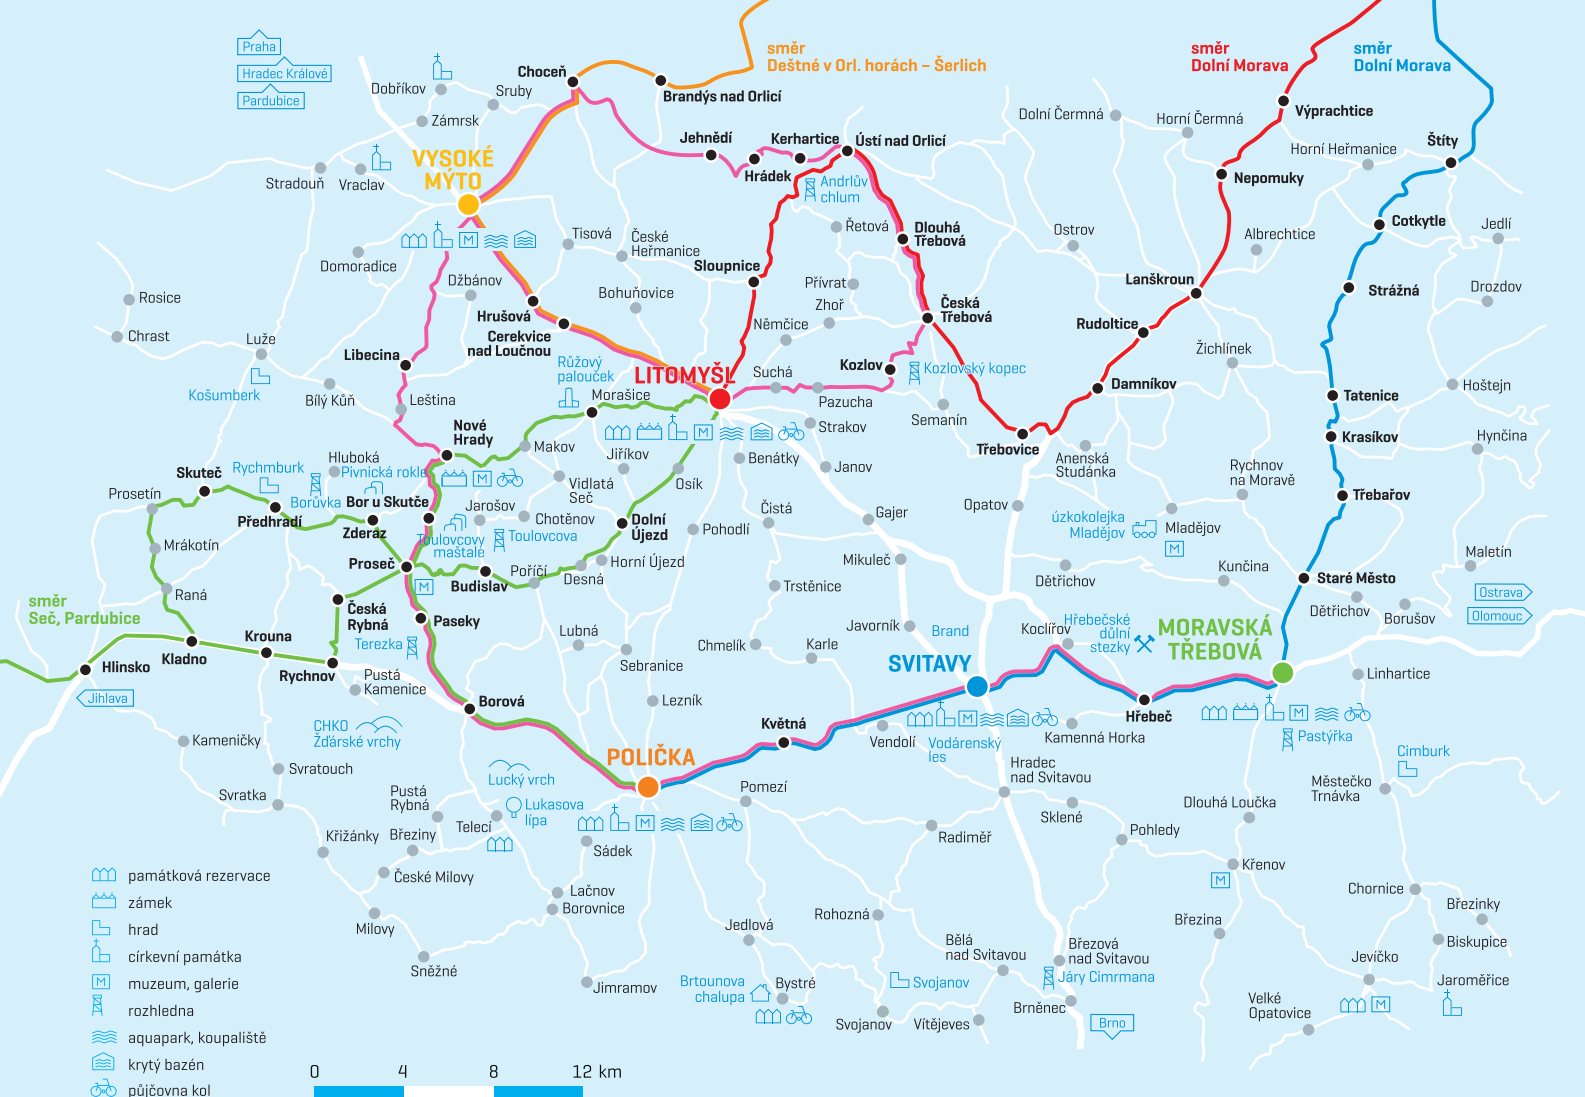 Praha
Hradec Králové
Pardubice
směr
Deštné v Orl. horách – Šerlich
směr
Dolní Morava
směr
Dolní Morava
Choceň
Dobříkov
Sruby
Brandýs nad Orlicí
Zámrsk
Výprachtice
Dolní Čermná
Horní Čermná
Štíty
Jehnědí
Kerhartice
Ústí nad Orlicí
Horní Heřmanice
VYSOKÉ
MÝTO
Hrádek
Nepomuky
Stradouň
Vraclav
Andrlův
chlum
Cotkytle
Jedlí
Řetová
Dlouhá
Třebová
Ostrov
Albrechtice
Tisová
České
Heřmanice
Domoradice
Sloupnice
Džbánov
Přívrat
Lanškroun
Strážná
Drozdov
Rosice
Bohuňovice
Zhoř
Česká
Třebová
Hrušová
Němčice
Rudoltice
Chrast
Luže
Cerekvice
nad Loučnou
Libecina
Růžový
palouček
LITOMYŠL
Suchá
Kozlov
Kozlovský kopec
Žichlínek
Damníkov
Hoštejn
Košumberk
Bílý Kůň
Leština
Morašice
Pazucha
Tatenice
Semanín
Strakov
Nové
Hrady
Makov
Třebovice
Krasíkov
Hynčina
Hluboká
Jiříkov
Benátky
Janov
Anenská
Studánka
Rychnov
na Moravě
Skuteč
Rychmburk
Pivnická rokle
Vidlatá
Seč
Osík
Prosetín
Borůvka
Bor u Skutče
Jarošov
Čistá
Gajer
Opatov
Třebařov
Předhradí
Zderaz
Chotěnov
Dolní
Újezd
Pohodlí
úzkokolejka
Mladějov
Mladějov
Toulovcovy
maštale
Toulovcova
Mrákotín
Proseč
Poříčí
Desná
Horní Újezd
Mikuleč
Maletín
Budislav
Trstěnice
Dětřichov
Kunčina
Staré Město
Ostrava
směr
Seč, Pardubice
Raná
Česká
Rybná
Paseky
Dětřichov
Borušov
Olomouc
Javorník
Brand
Koclířov
Hřebečské
důlní
stezky
MORAVSKÁ
TŘEBOVÁ
Krouna
Terezka
Lubná
Chmelík
Karle
Hlinsko
Kladno
Rychnov
Sebranice
SVITAVY
Linhartice
Jihlava
Pustá
Kamenice
Borová
Lezník
Květná
Hřebeč
CHKO
Žďárské vrchy
Kameničky
Vendolí
Vodárenský
les
Kamenná Horka
Pastýřka
POLIČKA
Cimburk
Svratouch
Lucký vrch
Pomezí
Hradec
nad Svitavou
Městečko
Trnávka
Svratka
Pustá
Rybná
Lukasova
lípa
Sklené
Dlouhá Loučka
Křižánky
Březiny
Telecí
Radiměř
Pohledy
Sádek
Křenov
památková rezervace
České Milovy
Lačnov
Chornice
zámek
Borovnice
Rohozná
Březinky
hrad
Milovy
Jedlová
Březina
Bělá
nad Svitavou
Březová
nad Svitavou
Biskupice
církevní památka
Sněžné
Jevíčko
muzeum, galerie
Jimramov
Brtounova
chalupa
Bystré
Svojanov
Járy Cimrmana
Jaroměřice
rozhledna
Svojanov
Vítějeves
Brněnec
Brno
Velké
Opatovice
aquapark, koupaliště
krytý bazén
půjčovna kol
0 4 8 12 km
M
M
M
M
M
M
M
M
M
M
M